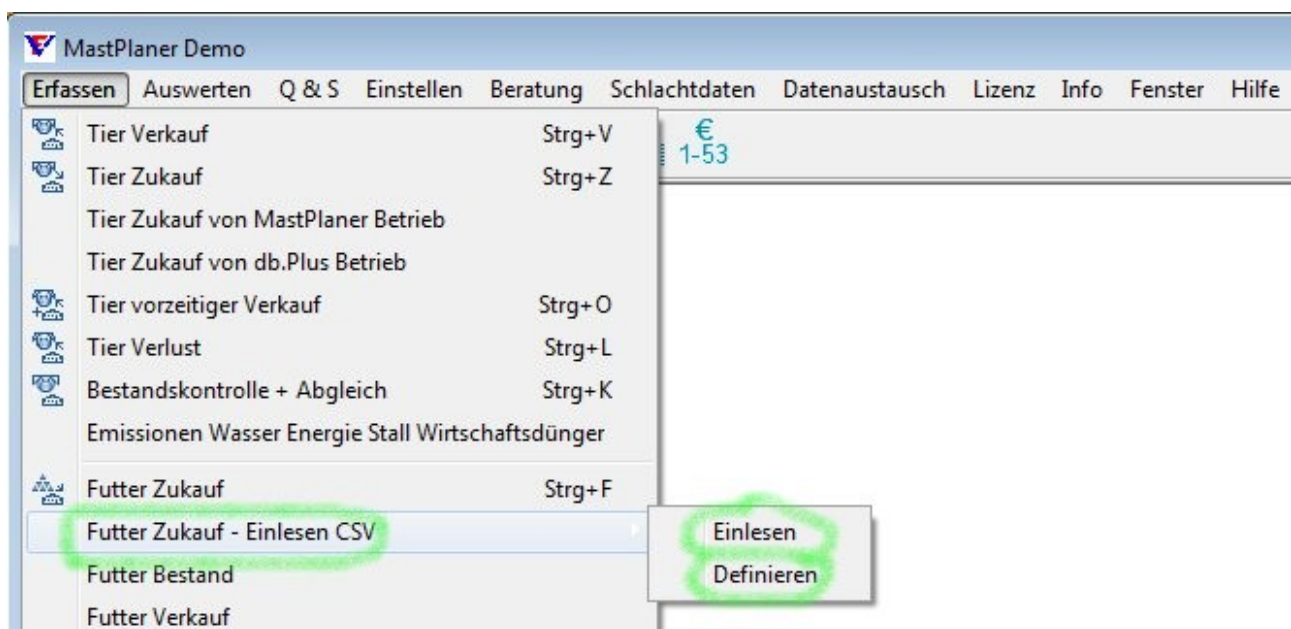 MastPlaner Demo
Erfassen Auswerten Q & S Einstellen Beratung Schlachtdaten Datenaustausch Lizenz Info Fenster Hilfe
€
1-53
Tier Verkauf Strg+V
Tier Zukauf Strg+Z
Tier Zukauf von MastPlaner Betrieb
Tier Zukauf von db.Plus Betrieb
Tier vorzeitiger Verkauf Strg+O
Tier Verlust Strg+L
Bestandskontrolle + Abgleich Strg+K
Emissionen Wasser Energie Stall Wirtschaftsdünger
Futter Zukauf Strg+F
Futter Zukauf - Einlesen CSV
Einlesen
Definieren
Futter Bestand
Futter Verkauf